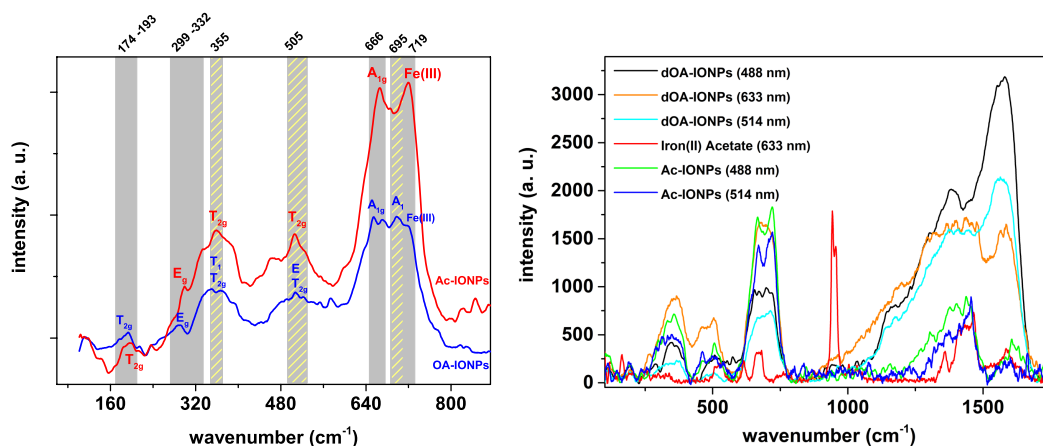 174 -193
299 -332
355
505
666
695
719
A1g
Fe(III)
T2g
T2g
Eg
T2g
A1g
A1
Fe(III)
T1
T2g
E
T2g
T2g
Eg
Ac-IONPs
OA-IONPs
intensity (a. u.)
160 320 480 640 800
wavenumber (cm⁻¹)
dOA-IONPs (488 nm)
dOA-IONPs (633 nm)
dOA-IONPs (514 nm)
Iron(II) Acetate (633 nm)
Ac-IONPs (488 nm)
Ac-IONPs (514 nm)
3000
2500
2000
1500
1000
500
0
intensity (a. u.)
500 1000 1500
wavenumber (cm⁻¹)